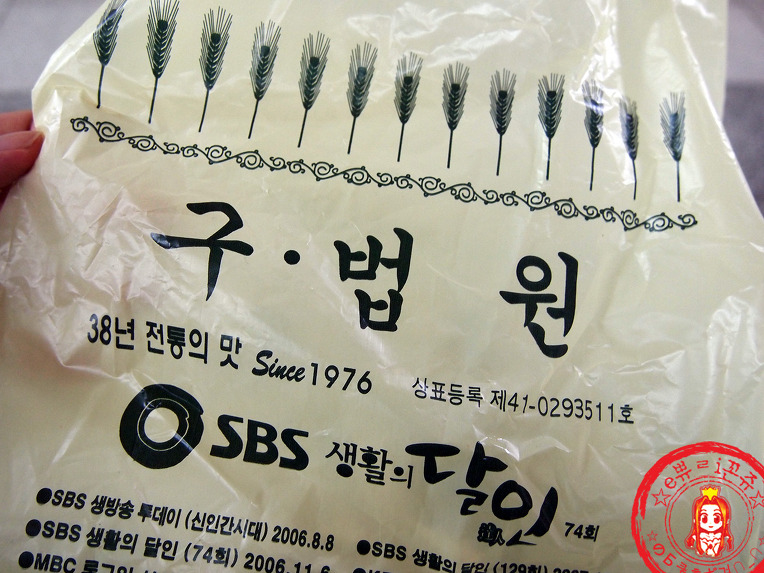 구·법 원
38년 전통의 맛 Since 1976
상표등록 제41-0293511호
SBS 생활의 달인 74회
●SBS 생방송 투데이 (신인간시대) 2006.8.8
●SBS 생활의 달인 (74회) 2006.11.6
●SBS 생활의 달인 (129회)
●MBC